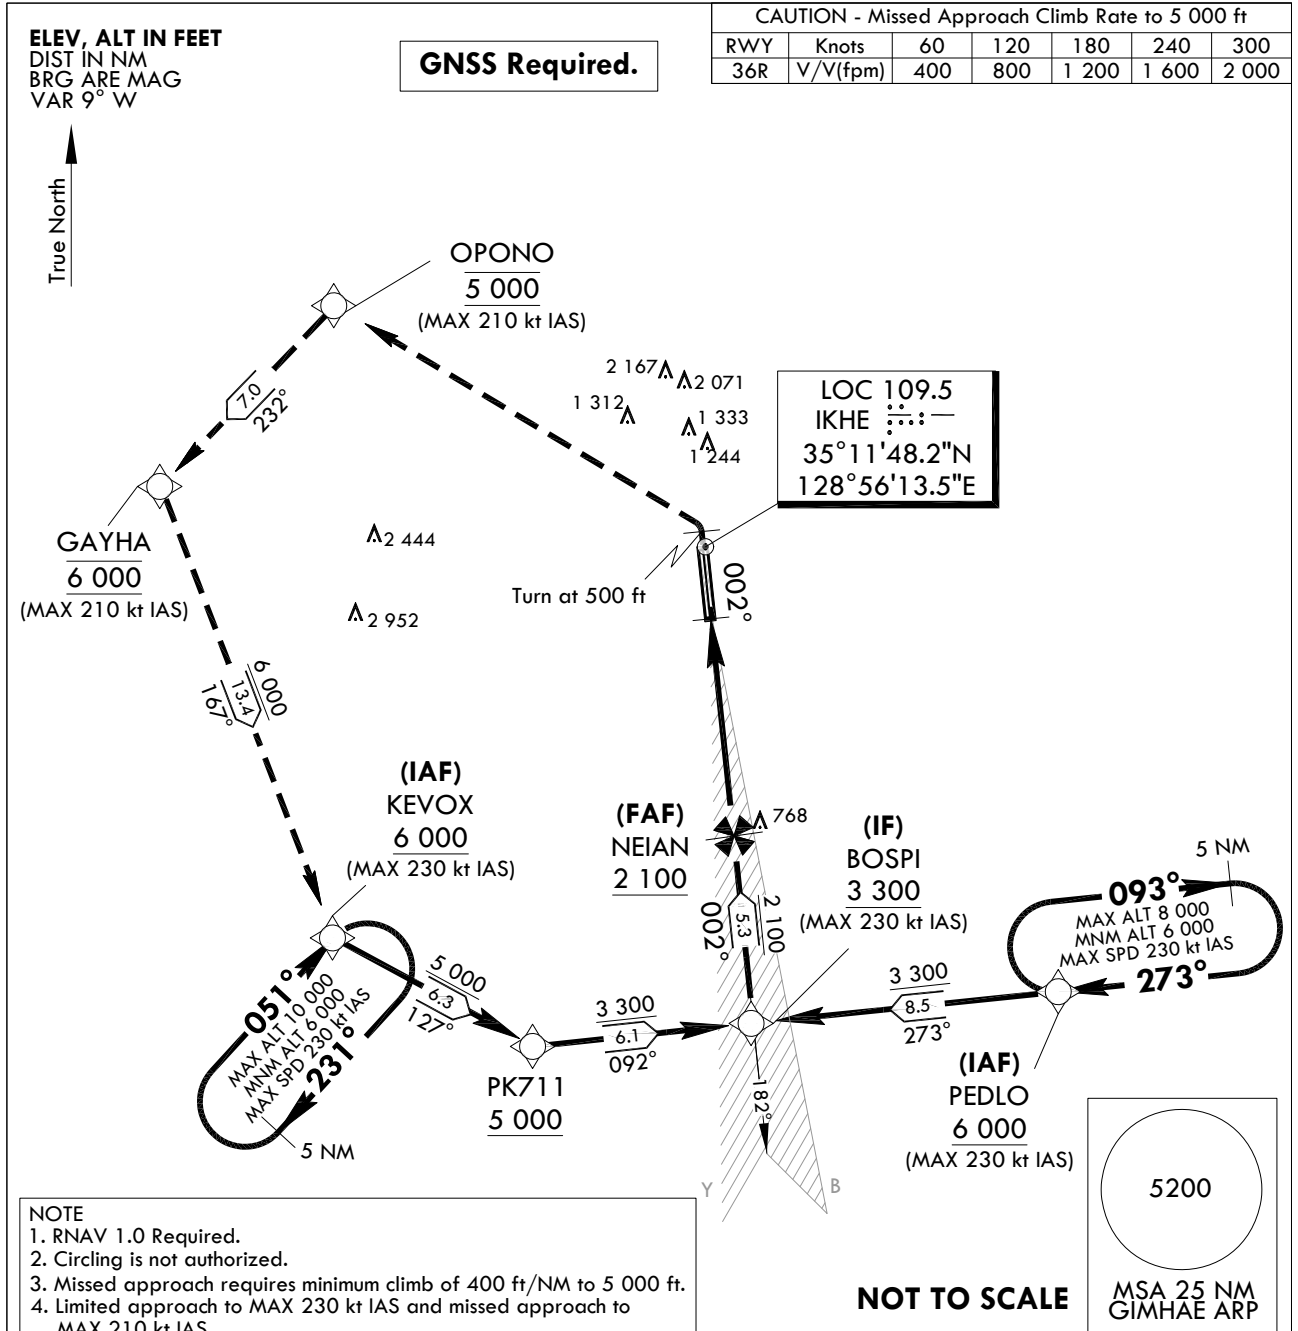 ELEV, ALT IN FEET
DIST IN NM
BRG ARE MAG
VAR 9° W
True North
GNSS Required.
CAUTION - Missed Approach Climb Rate to 5 000 ft
RWY Knots 60 120 180 240 300
36R V/V(fpm) 400 800 1 200 1 600 2 000
OPONO
5 000
(MAX 210 kt IAS)
7.0
232°
2 167
2 071
1 312
1 333
1 244
LOC 109.5
IKHE
35°11'48.2"N
128°56'13.5"E
GAYHA
6 000
(MAX 210 kt IAS)
2 444
2 952
Turn at 500 ft
002°
6 000
13.4
167°
(IAF)
KEVOX
6 000
(MAX 230 kt IAS)
(FAF)
NEIAN
2 100
768
(IF)
BOSPI
3 300
(MAX 230 kt IAS)
5 NM
093°
MAX ALT 8 000
MNM ALT 6 000
MAX SPD 230 kt IAS
273°
2 100
5.3
002°
051°
MAX ALT 10 000
MNM ALT 6 000
MAX SPD 230 kt IAS
231°
5 NM
5 000
6.3
127°
3 300
6.1
092°
3 300
8.5
273°
PK711
5 000
182°
(IAF)
PEDLO
6 000
(MAX 230 kt IAS)
Y
B
5200
MSA 25 NM
GIMHAE ARP
NOT TO SCALE
NOTE
1. RNAV 1.0 Required.
2. Circling is not authorized.
3. Missed approach requires minimum climb of 400 ft/NM to 5 000 ft.
4. Limited approach to MAX 230 kt IAS and missed approach to
MAX 210 kt IAS